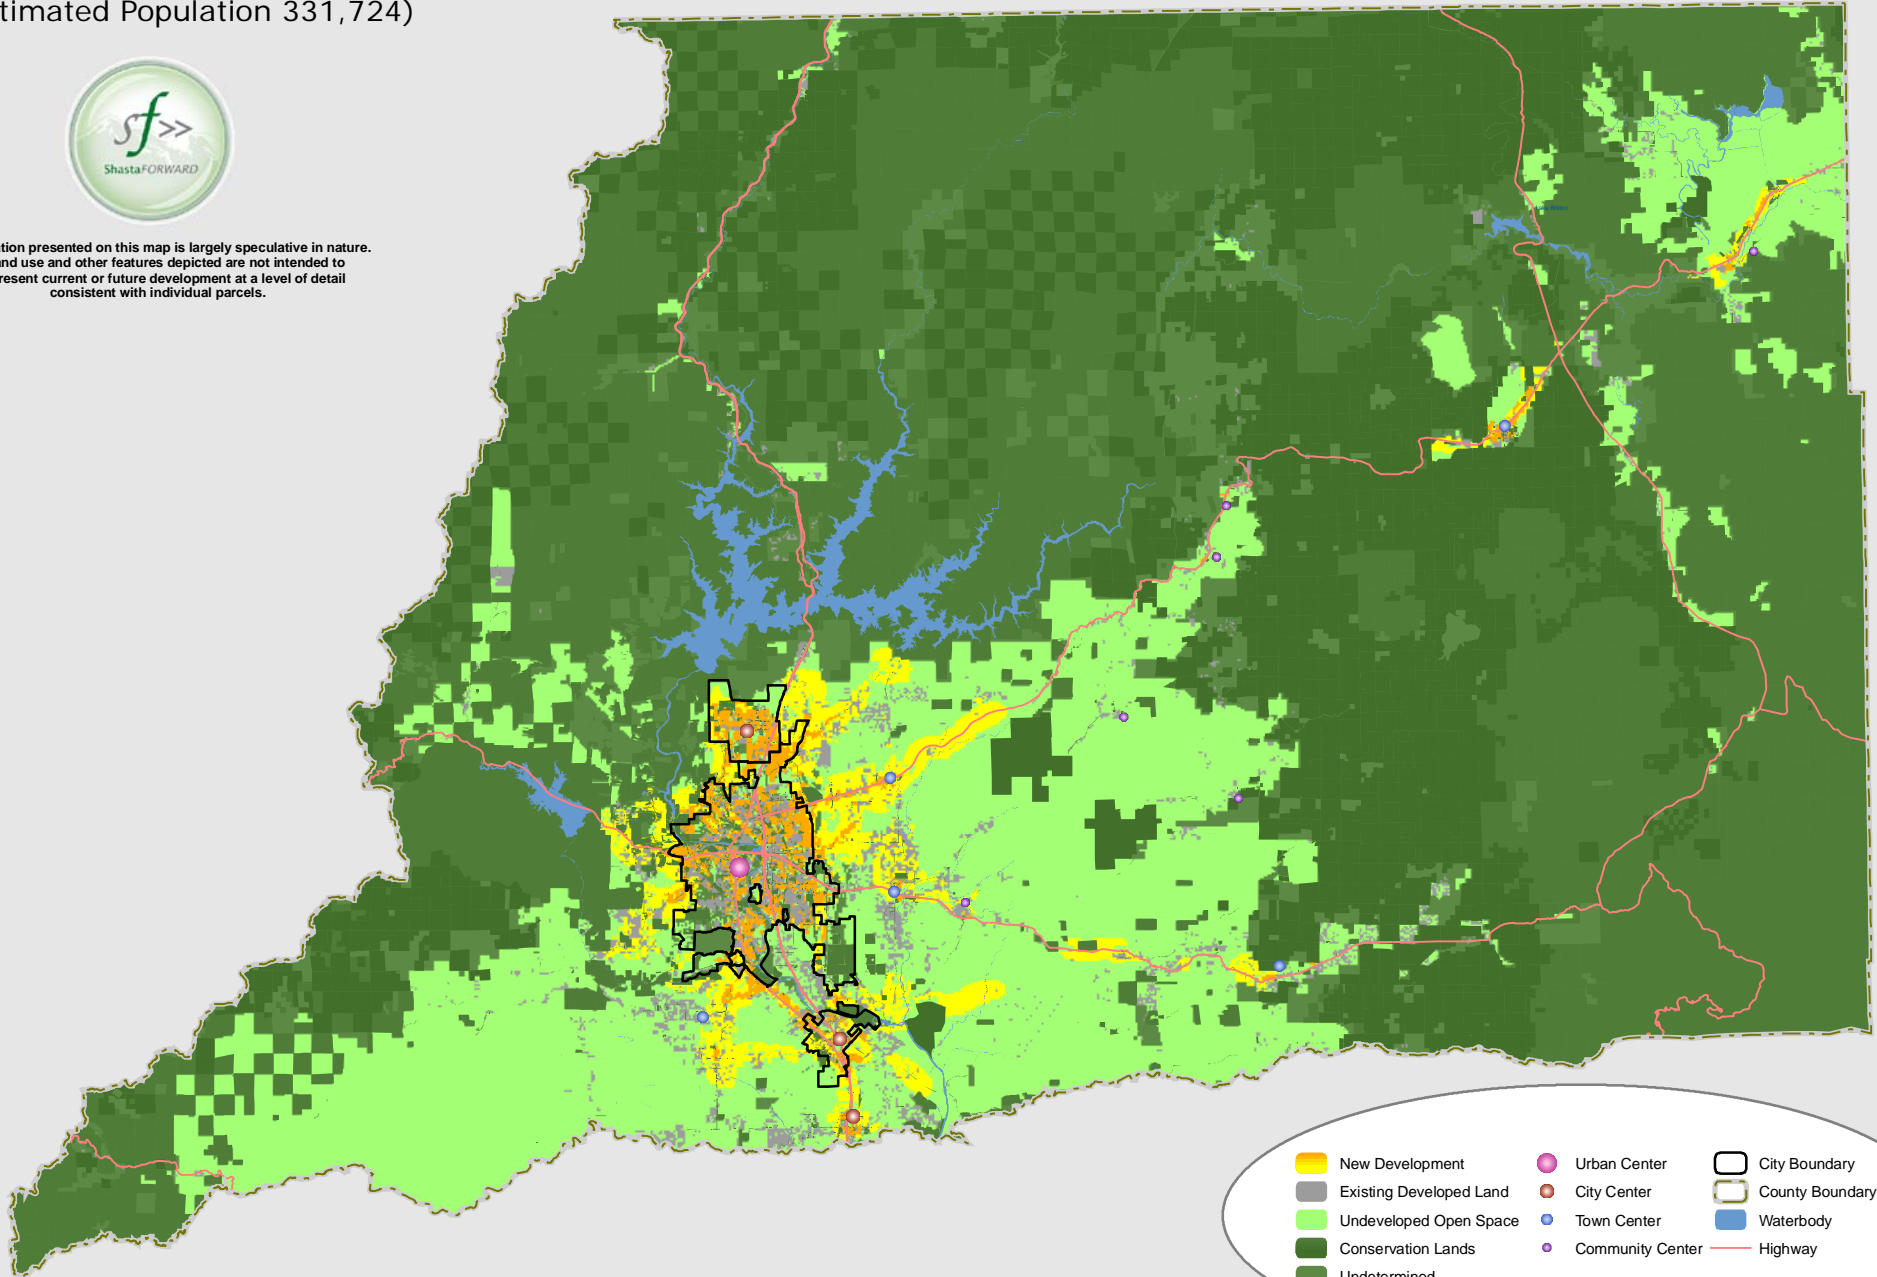 timated Population 331,724)
sf>>
ShastaFORWARD
tion presented on this map is largely speculative in nature.
nd use and other features depicted are not intended to
resent current or future development at a level of detail
consistent with individual parcels.
New Development
Existing Developed Land
Undeveloped Open Space
Conservation Lands
Undetermined
Urban Center
City Center
Town Center
Community Center
City Boundary
County Boundary
Waterbody
Highway